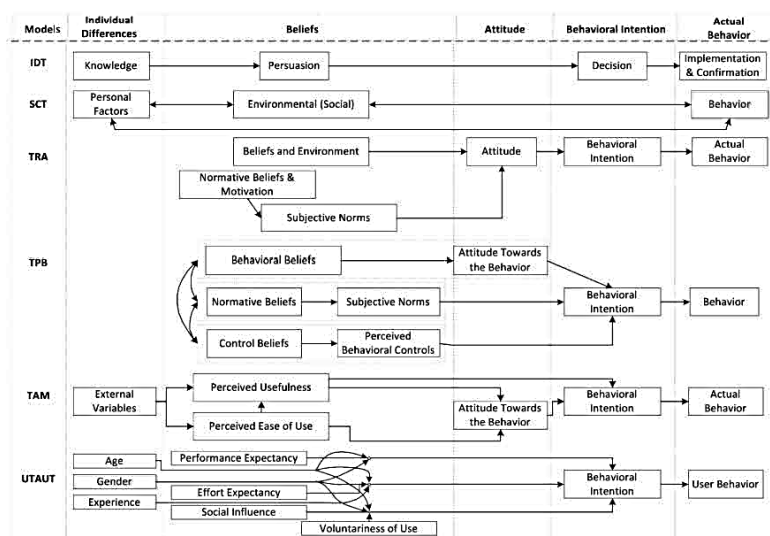 Models
Individual
Differences
Beliefs
Attitude
Behavioral Intention
Actual
Behavior
IDT
Knowledge
Persuasion
Decision
Implementation
& Confirmation
SCT
Personal
Factors
Environmental (Social)
Behavior
TRA
Beliefs and Environment
Attitude
Behavioral
Intention
Actual
Behavior
Normative Beliefs &
Motivation
Subjective Norms
TPB
Behavioral Beliefs
Attitude Towards
the Behavior
Normative Beliefs
Subjective Norms
Behavioral
Intention
Behavior
Control Beliefs
Perceived
Behavioral Controls
TAM
External
Variables
Perceived Usefulness
Perceived Ease of Use
Attitude Towards
the Behavior
Behavioral
Intention
Actual
Behavior
UTAUT
Age
Gender
Experience
Performance Expectancy
Effort Expectancy
Social Influence
Voluntariness of Use
Behavioral
Intention
User Behavior